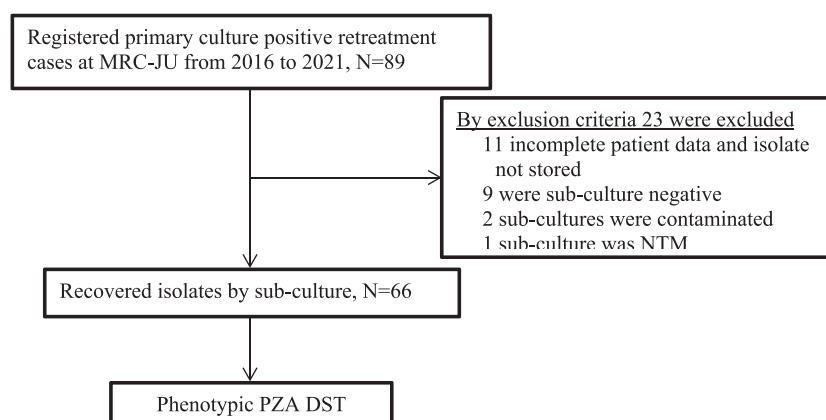 Registered primary culture positive retreatment
cases at MRC-JU from 2016 to 2021, N=89
By exclusion criteria 23 were excluded
11 incomplete patient data and isolate
not stored
9 were sub-culture negative
2 sub-cultures were contaminated
1 sub-culture was NTM
Recovered isolates by sub-culture, N=66
Phenotypic PZA DST